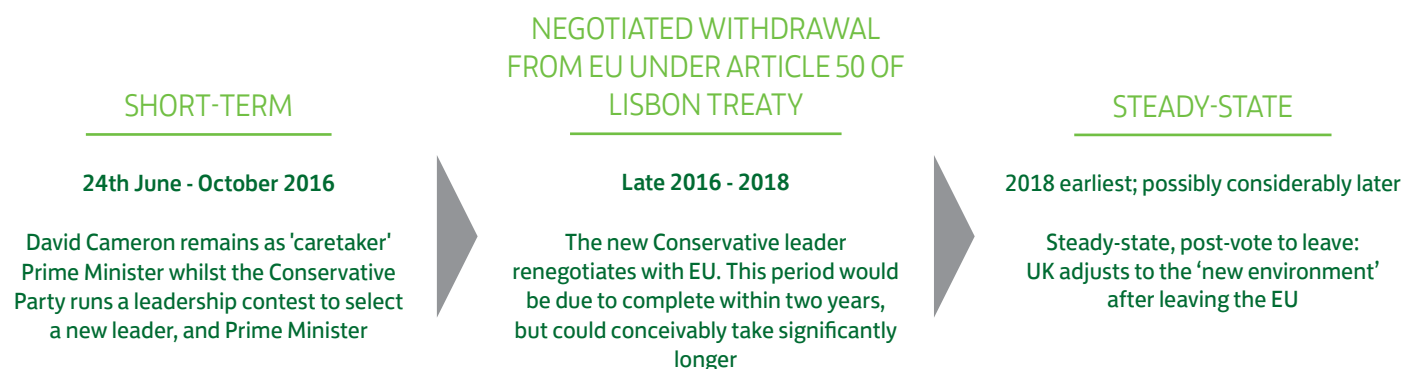 SHORT-TERM
24th June - October 2016
David Cameron remains as 'caretaker'
Prime Minister whilst the Conservative
Party runs a leadership contest to select
a new leader, and Prime Minister
NEGOTIATED WITHDRAWAL
FROM EU UNDER ARTICLE 50 OF
LISBON TREATY
Late 2016 - 2018
The new Conservative leader
renegotiates with EU. This period would
be due to complete within two years,
but could conceivably take significantly
longer
STEADY-STATE
2018 earliest; possibly considerably later
Steady-state, post-vote to leave:
UK adjusts to the ‘new environment’
after leaving the EU